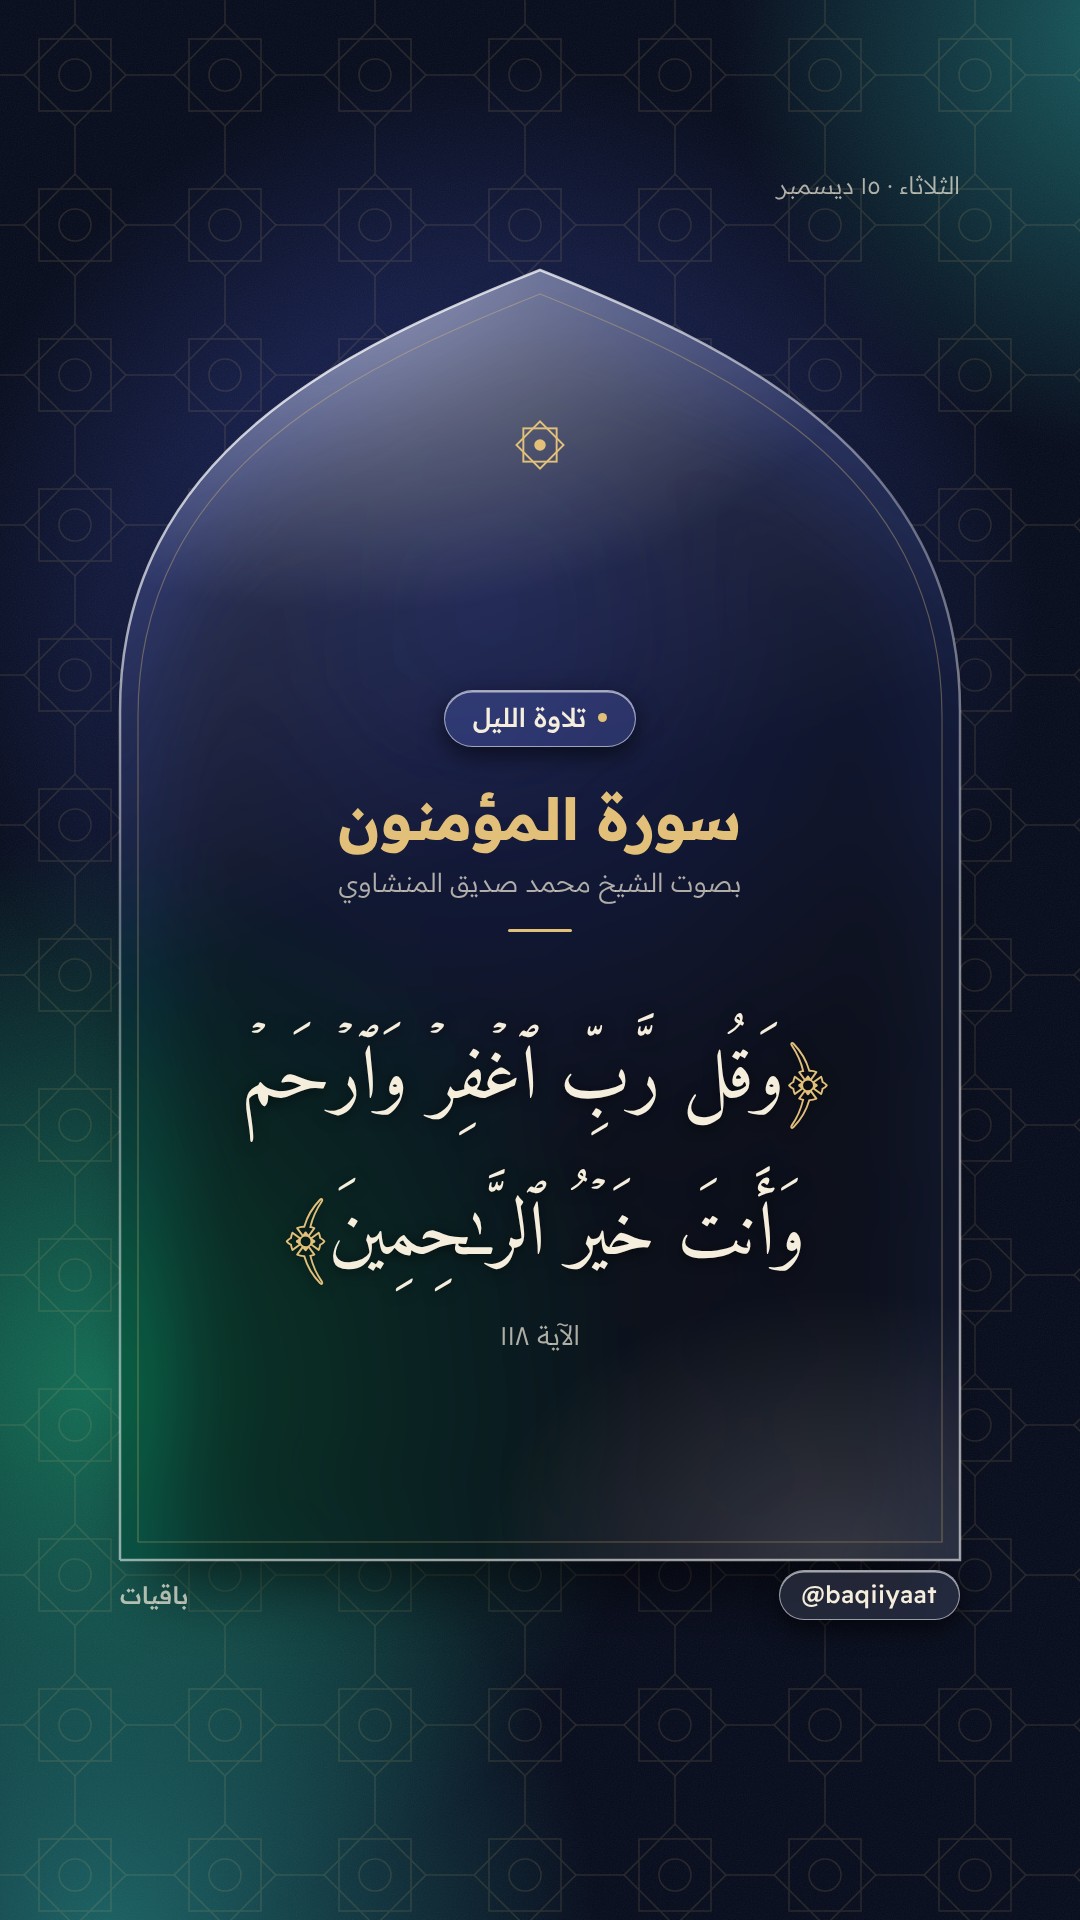 الثلاثاء · ١٥ ديسمبر
تلاوة الليل
سورة المؤمنون
بصوت الشيخ محمد صديق المنشاوي
﴿وَقُل رَّبِّ ٱغۡفِرۡ وَٱرۡحَمۡ
وَأَنتَ خَيۡرُ ٱلرَّـٰحِمِينَ﴾
الآية ١١٨
@baqiiyaat
باقيات